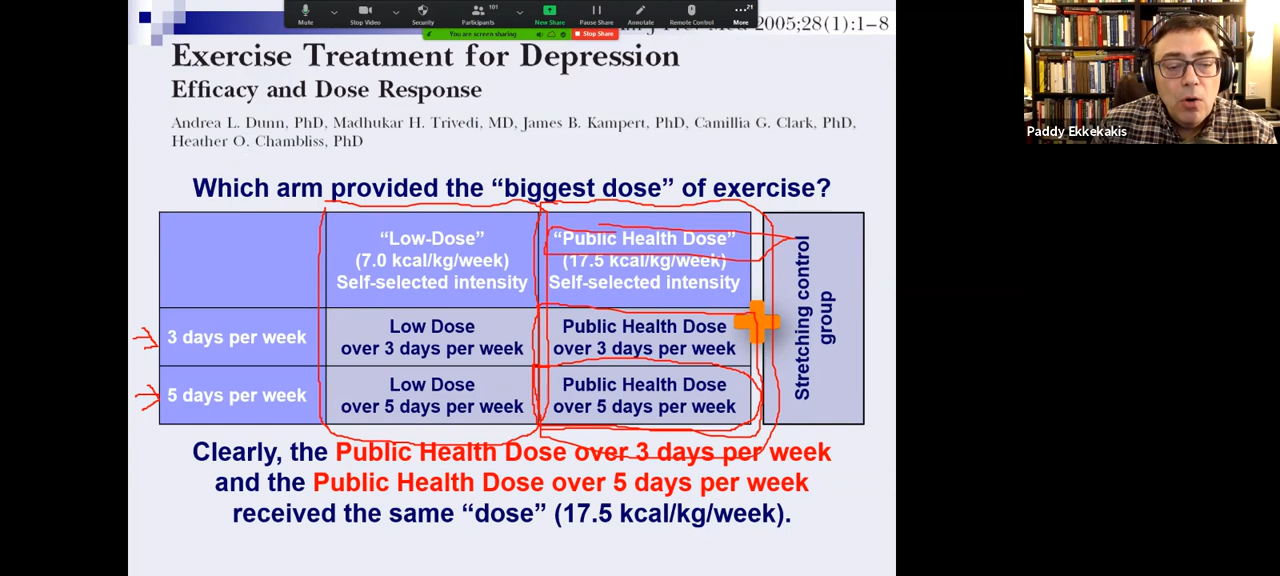 Mute
Stop Video
Security
Participants
101
New Share
Pause Share
Annotate
Remote Control
More
21
You are screen sharing
Stop Share
2005;28(1):1–8
Exercise Treatment for Depression
Efficacy and Dose Response
Andrea L. Dunn, PhD, Madhukar H. Trivedi, MD, James B. Kampert, PhD, Camillia G. Clark, PhD,
Heather O. Chambliss, PhD
Paddy Ekkekakis
Which arm provided the “biggest dose” of exercise?
“Low-Dose”
(7.0 kcal/kg/week)
Self-selected intensity
“Public Health Dose”
(17.5 kcal/kg/week)
Self-selected intensity
Stretching control
group
3 days per week
Low Dose
over 3 days per week
Public Health Dose
over 3 days per week
5 days per week
Low Dose
over 5 days per week
Public Health Dose
over 5 days per week
Clearly, the Public Health Dose over 3 days per week
and the Public Health Dose over 5 days per week
received the same “dose” (17.5 kcal/kg/week).